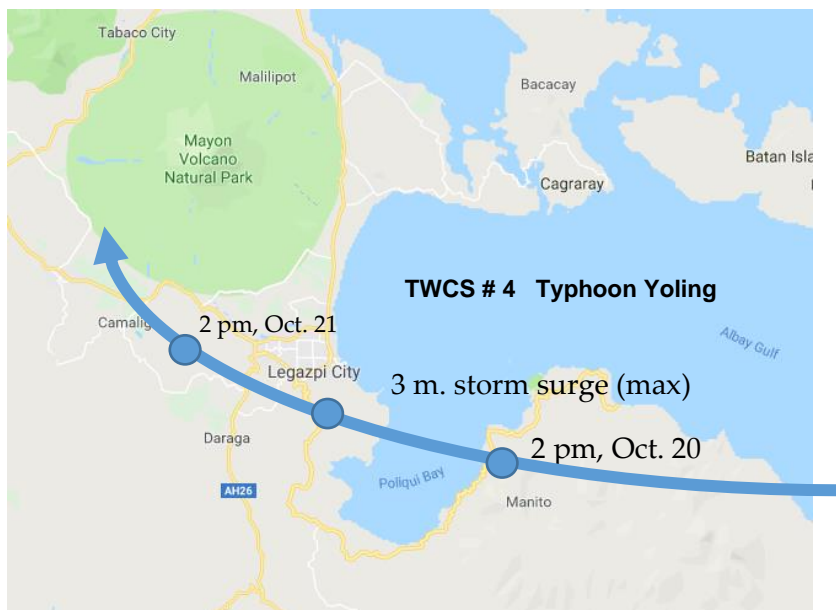 Tabaco City
Malilipot
Bacacay
Mayon
Volcano
Natural Park
Batan Isla
Cagraray
TWCS # 4 Typhoon Yoling
2 pm, Oct. 21
Camalig
Albay Gulf
Legazpi City
3 m. storm surge (max)
Daraga
2 pm, Oct. 20
Poliqui Bay
AH26
Manito